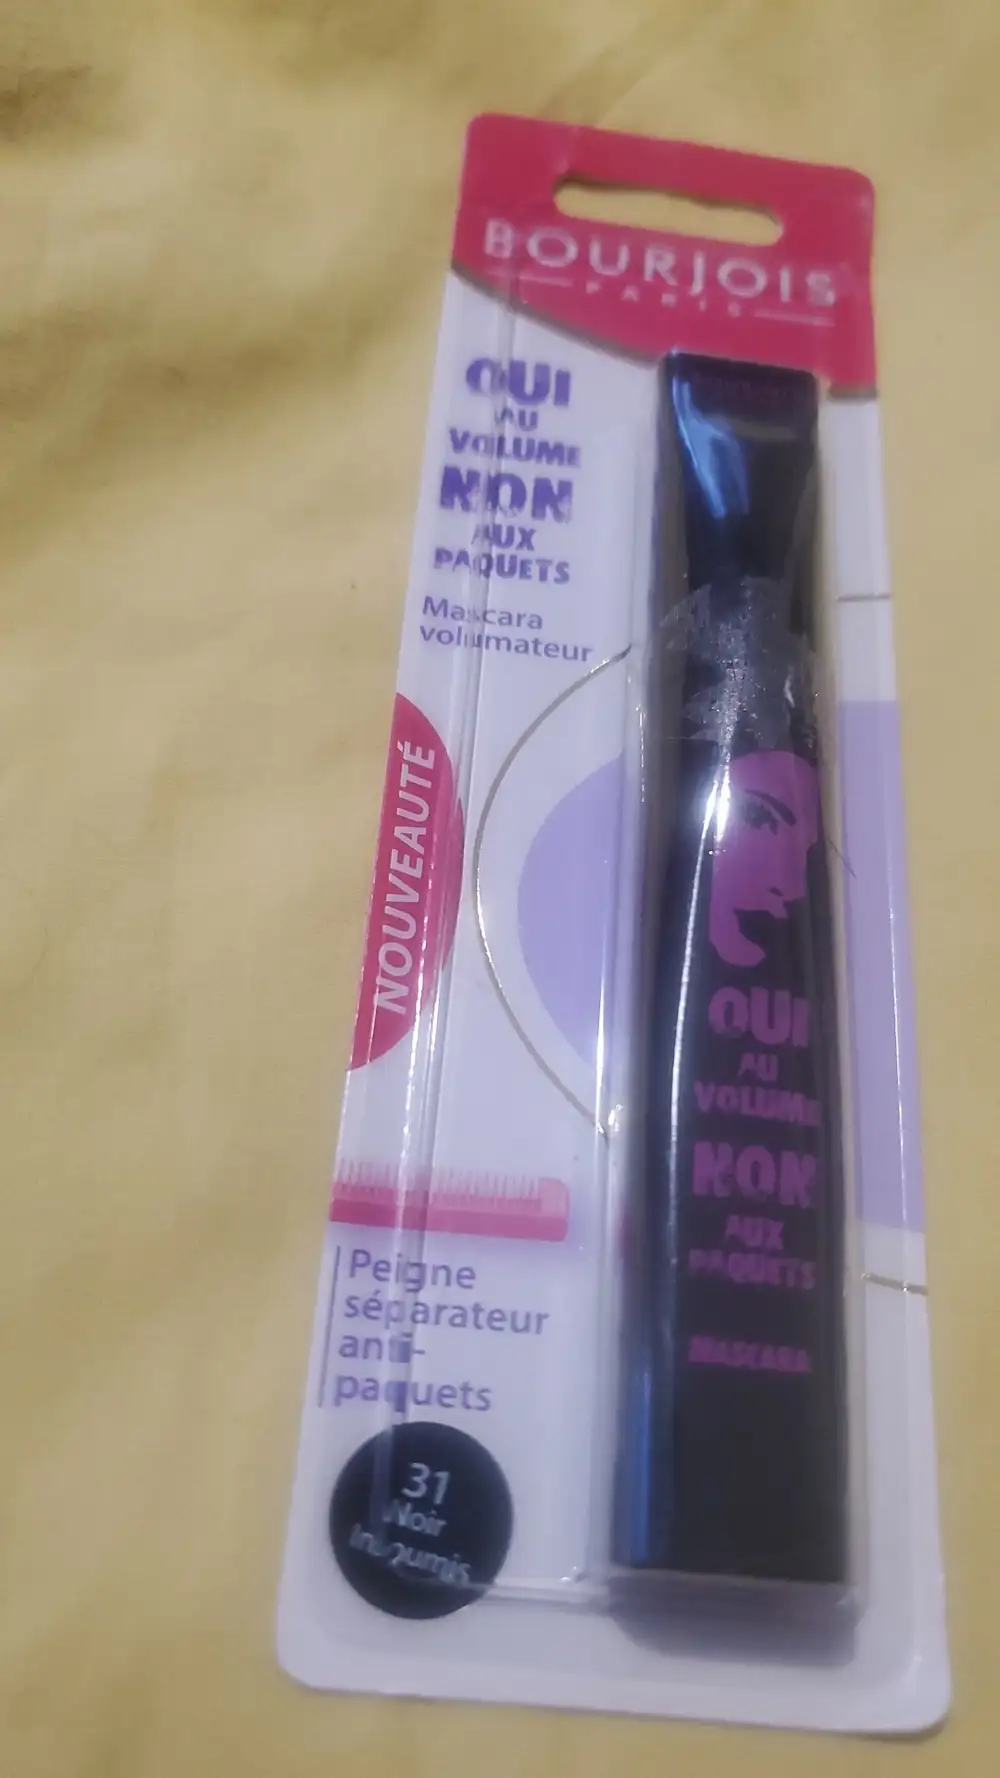 BOURJOIS
PARIS
OUI
AU
VOLUME
NON
AUX
PAQUETS
Mascara
volumateur
NOUVEAUTÉ
OUI
AU
VOLUME
NON
AUX
PAQUETS
MASCARA
Peigne
séparateur
anti-
paquets
31
Noir
Insoumis